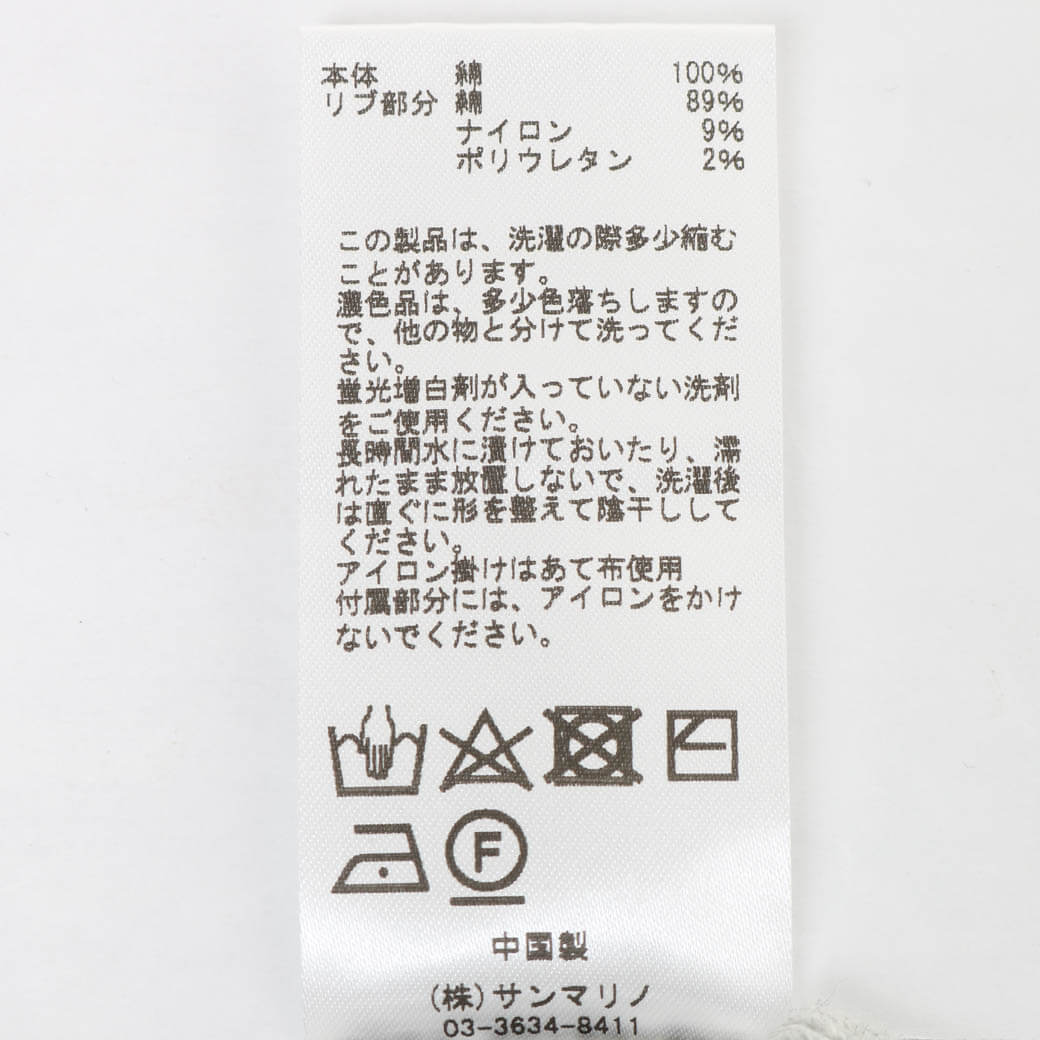 本体 綿 100%
リブ部分 綿 89%
ナイロン 9%
ポリウレタン 2%
この製品は、洗濯の際多少縮む
ことがあります。
濃色品は、多少色落ちしますの
で、他の物と分けて洗ってくだ
さい。
蛍光増白剤が入っていない洗剤
をご使用ください。
長時間水に漬けておいたり、濡
れたまま放置しないで、洗濯後
は直ぐに形を整えて陰干しして
ください。
アイロン掛けはあて布使用
付属部分には、アイロンをかけ
ないでください。
F
中国製
(株)サンマリノ
03-3634-8411